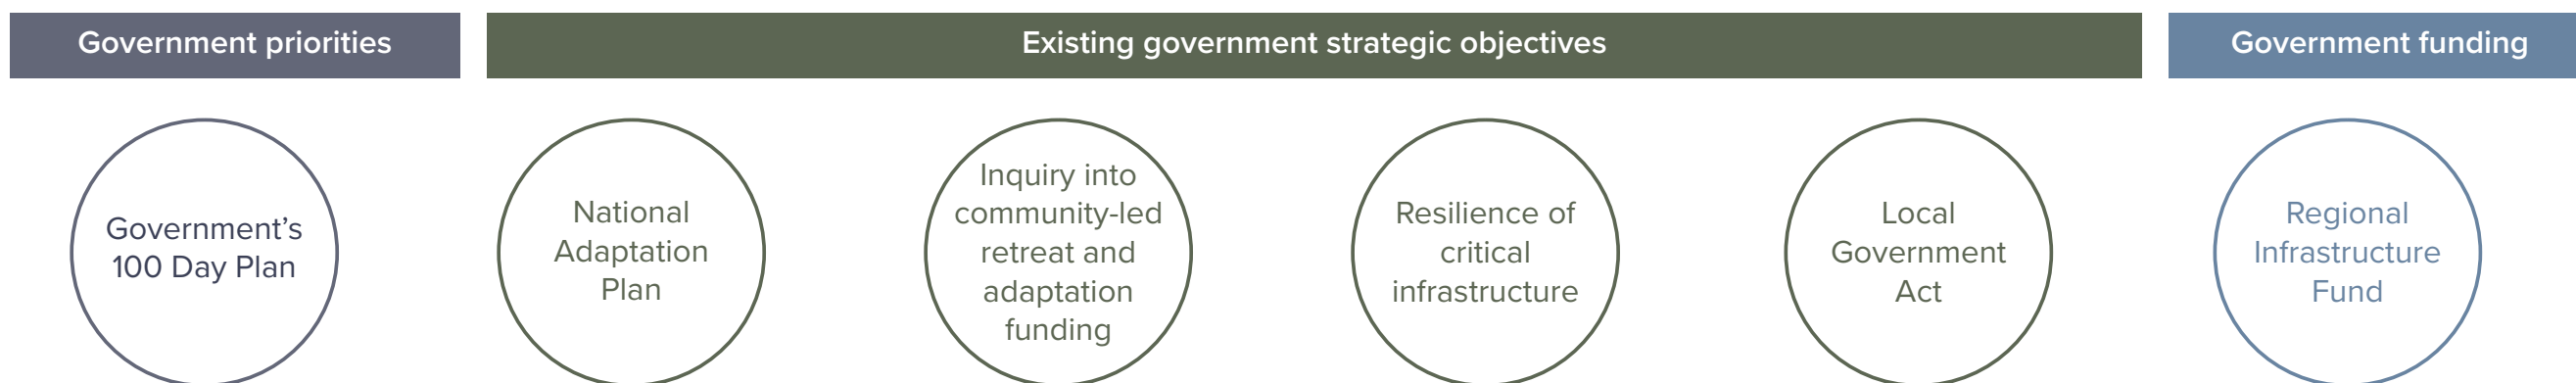 Government priorities
Existing government strategic objectives
Government funding
Government’s
100 Day Plan
National
Adaptation
Plan
Inquiry into
community-led
retreat and
adaptation
funding
Resilience of
critical
infrastructure
Local
Government
Act
Regional
Infrastructure
Fund